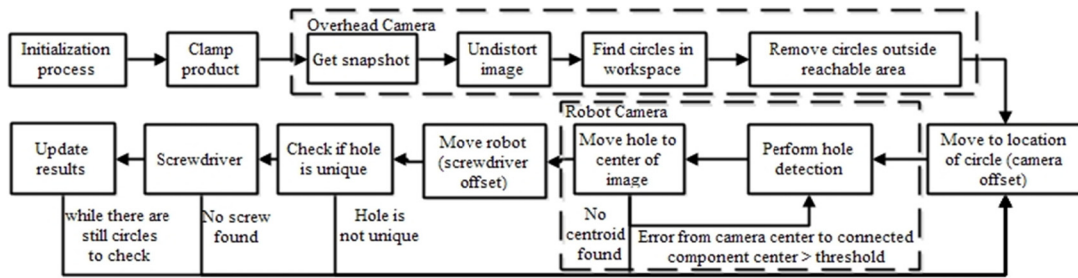 Overhead Camera
Initialization
process
Clamp
product
Get snapshot
Undistort
image
Find circles in
workspace
Remove circles outside
reachable area
Robot Camera
Update
results
Screwdriver
Check if hole
is unique
Move robot
(screwdriver
offset)
Move hole to
center of
image
Perform hole
detection
Move to location
of circle (camera
offset)
while there are
still circles
to check
No screw
found
Hole is
not unique
No
centroid
found
Error from camera center to connected
component center > threshold